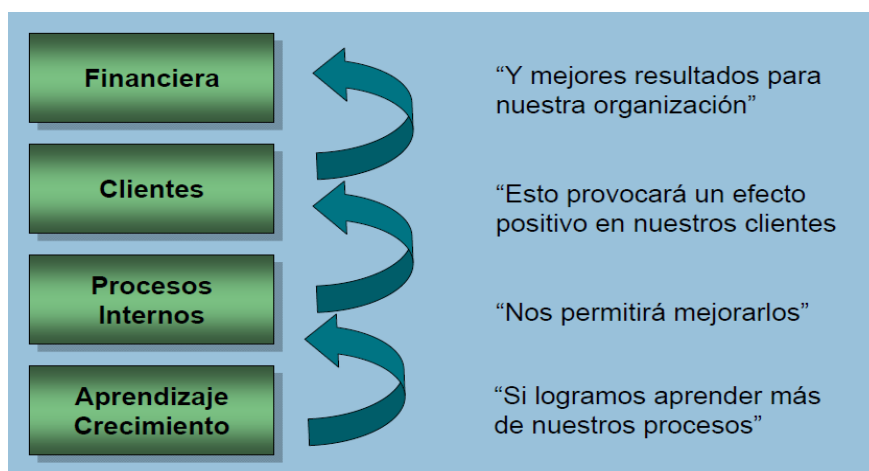 Financiera
“Y mejores resultados para
nuestra organización”
Clientes
“Esto provocará un efecto
positivo en nuestros clientes
Procesos
Internos
“Nos permitirá mejorarlos”
Aprendizaje
Crecimiento
“Si logramos aprender más
de nuestros procesos”